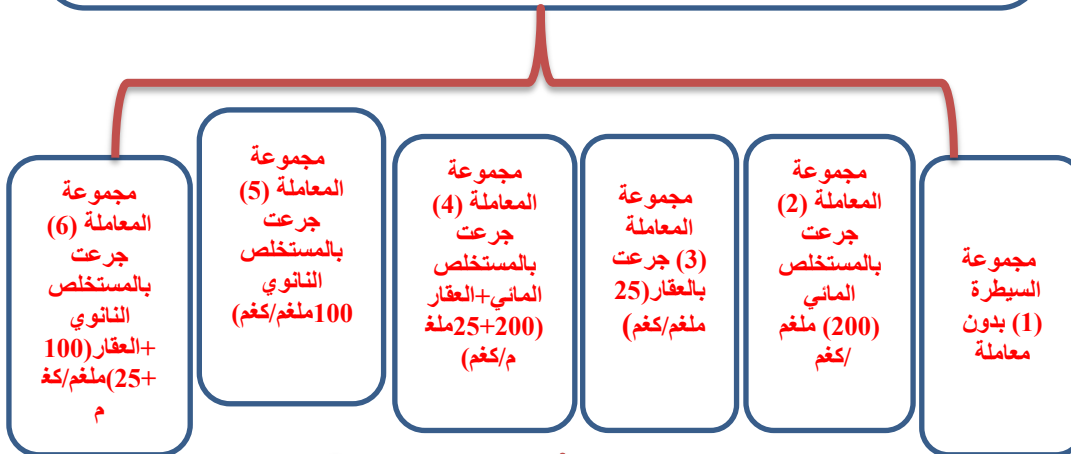 مجموعة
السيطرة
(1) بدون
معاملة
مجموعة
المعاملة (2)
جرعت
بالمستخلص
المائي
(200) ملغم
/كغم
مجموعة
المعاملة
(3) جرعت
بالعقار(25
ملغم/كغم)
مجموعة
المعاملة (4)
جرعت
بالمستخلص
المائي+العقار
(200+25ملغ
م/كغم)
مجموعة
المعاملة (5)
جرعت
بالمستخلص
النانوي
100ملغم/كغم)
مجموعة
المعاملة (6)
جرعت
بالمستخلص
النانوي
+العقار(100
+25)ملغم/كغ
م